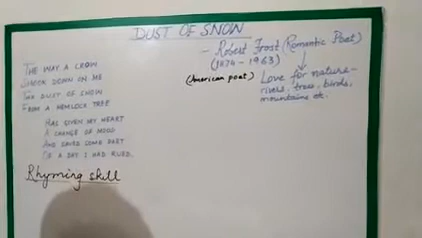 DUST OF SNOW
- Robert Frost (Romantic Poet)
(1874 - 1963)
(American poet) Love for nature -
rivers, trees, birds,
mountains etc.
THE WAY A CROW
SHOOK DOWN ON ME
THE DUST OF SNOW
FROM A HEMLOCK TREE
HAS GIVEN MY HEART
A CHANGE OF MOOD
AND SAVED SOME PART
OF A DAY I HAD RUED.
Rhyming skill